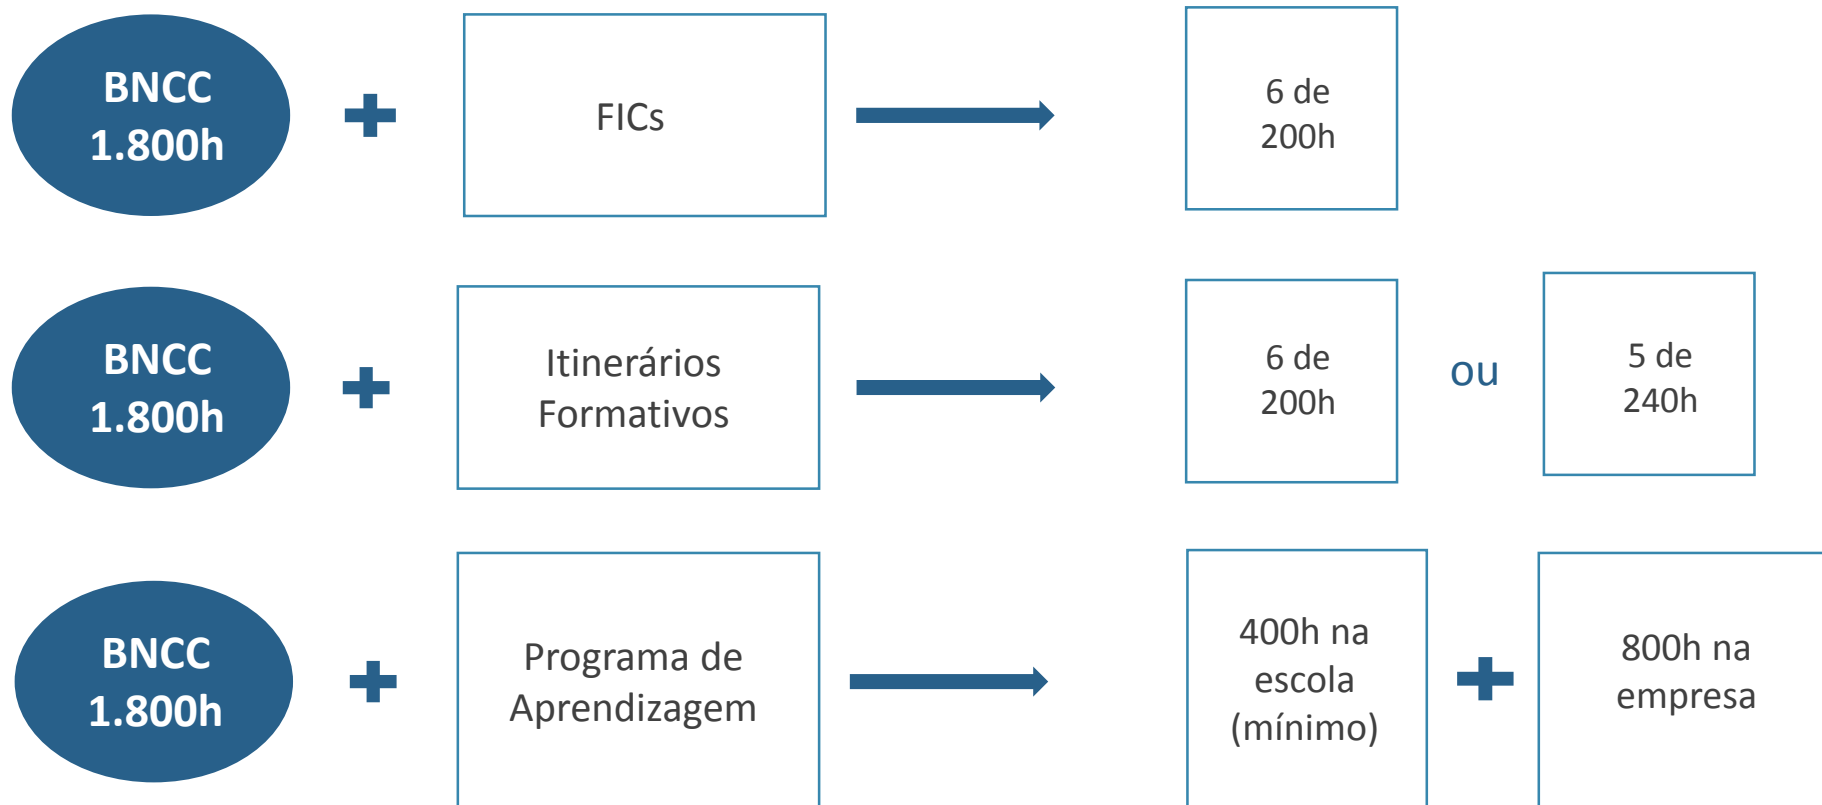 BNCC
1.800h
FICs
6 de
200h
BNCC
1.800h
Itinerários
Formativos
6 de
200h
ou
5 de
240h
BNCC
1.800h
Programa de
Aprendizagem
400h na
escola
(mínimo)
800h na
empresa